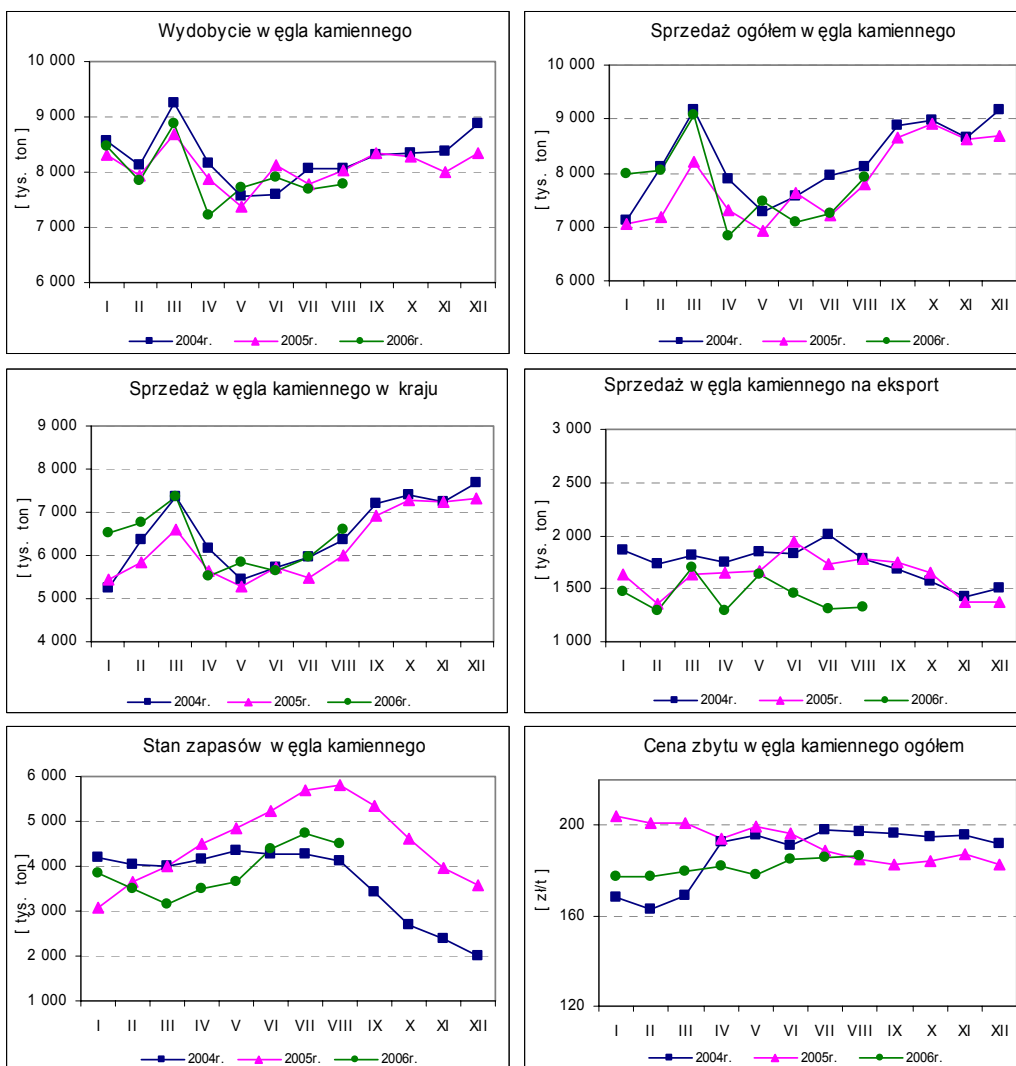 Wydobycie w ęgla kamiennego
[ tys. ton ]
10 000
9 000
8 000
7 000
6 000
I II III IV V VI VII VIII IX X XI XII
2004r. 2005r. 2006r.
Sprzedaż ogółem w ęgla kamiennego
[ tys. ton ]
10 000
9 000
8 000
7 000
6 000
I II III IV V VI VII VIII IX X XI XII
2004r. 2005r. 2006r.
Sprzedaż w ęgla kamiennego w kraju
[ tys. ton ]
9 000
8 000
7 000
6 000
5 000
4 000
I II III IV V VI VII VIII IX X XI XII
2004r. 2005r. 2006r.
Sprzedaż w ęgla kamiennego na eksport
[ tys. ton ]
3 000
2 500
2 000
1 500
1 000
I II III IV V VI VII VIII IX X XI XII
2004r. 2005r. 2006r.
Stan zapasów w ęgla kamiennego
[ tys. ton ]
6 000
5 000
4 000
3 000
2 000
1 000
I II III IV V VI VII VIII IX X XI XII
2004r. 2005r. 2006r.
Cena zbytu w ęgla kamiennego ogółem
[ zł/t ]
200
160
120
I II III IV V VI VII VIII IX X XI XII
2004r. 2005r. 2006r.